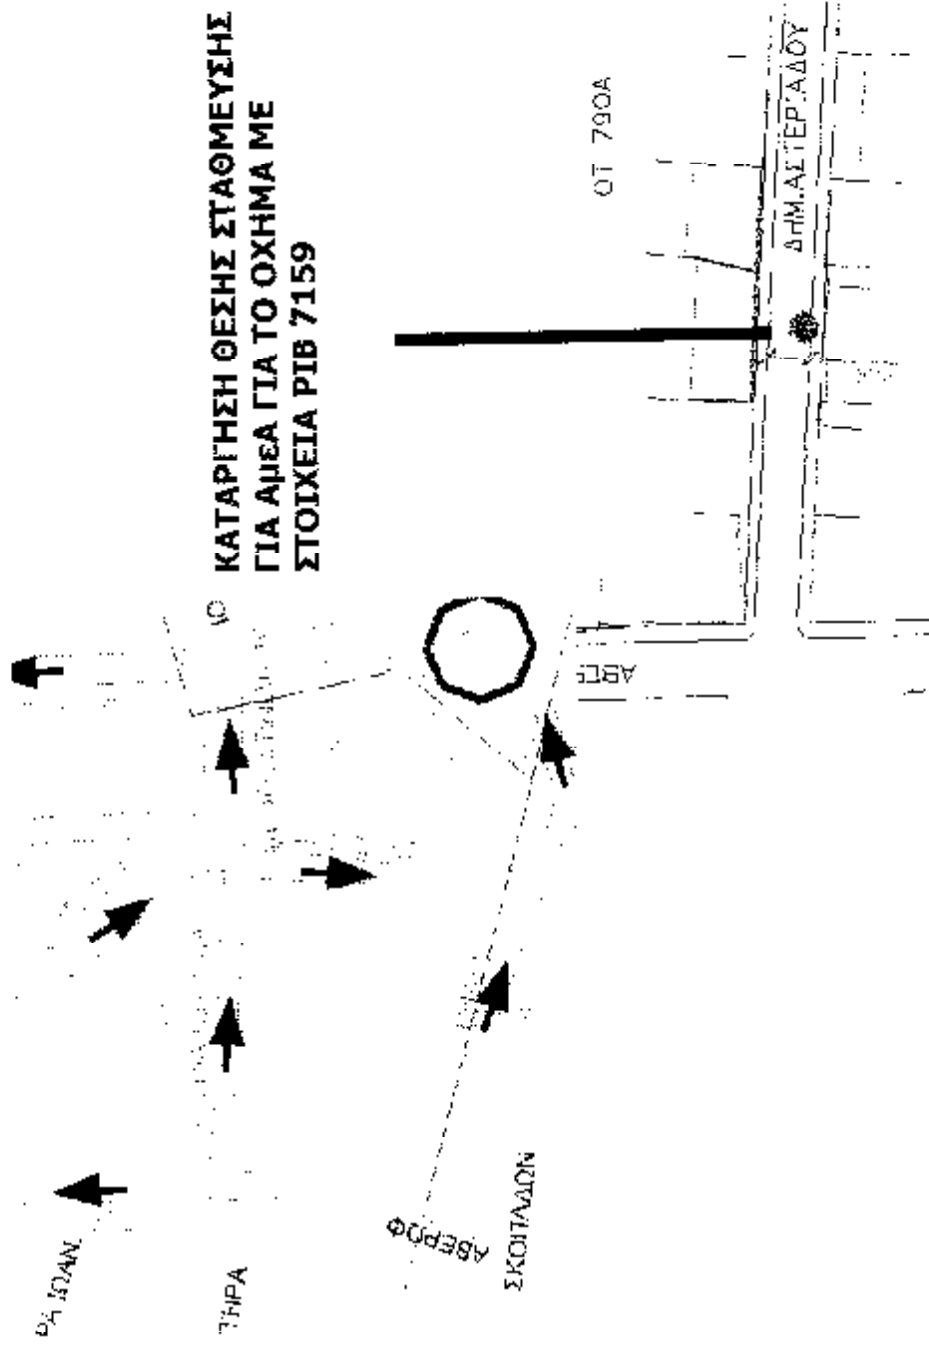 ΚΑΤΑΡΓΗΣΗ ΘΕΣΗΣ ΣΤΑΘΜΕΥΣΗΣ
ΓΙΑ ΑμεΑ ΓΙΑ ΤΟ ΟΧΗΜΑ ΜΕ
ΣΤΟΙΧΕΙΑ ΡΙΒ 7159
ΟΤ 790Α
ΔΗΜ.ΑΣΤΕΡΙΑΔΟΥ
ΑΒΕΡΩΦ
ΣΚΟΠΑΔΩΝ